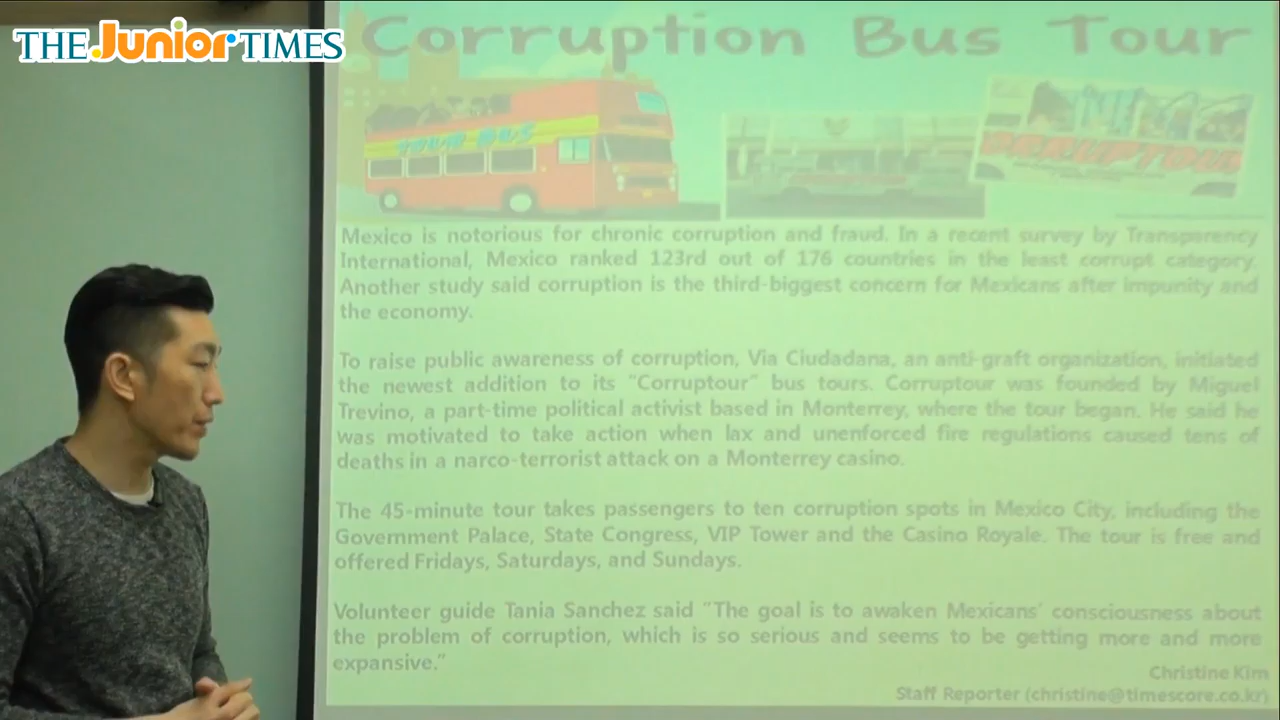 THE Junior TIMES
Corruption Bus Tour
TOUR BUS
Mexico is notorious for chronic corruption and fraud. In a recent survey by Transparency
International, Mexico ranked 123rd out of 176 countries in the least corrupt category.
Another study said corruption is the third-biggest concern for Mexicans after impunity and
the economy.
To raise public awareness of corruption, Via Ciudadana, an anti-graft organization, initiated
the newest addition to its "Corruptour" bus tours. Corruptour was founded by Miguel
Trevino, a part-time political activist based in Monterrey, where the tour began. He said he
was motivated to take action when lax and unenforced fire regulations caused tens of
deaths in a narco-terrorist attack on a Monterrey casino.
The 45-minute tour takes passengers to ten corruption spots in Mexico City, including the
Government Palace, State Congress, VIP Tower and the Casino Royale. The tour is free and
offered Fridays, Saturdays, and Sundays.
Volunteer guide Tania Sanchez said "The goal is to awaken Mexicans' consciousness about
the problem of corruption, which is so serious and seems to be getting more and more
expansive."
Christine Kim
Staff Reporter (christine@timescore.co.kr)